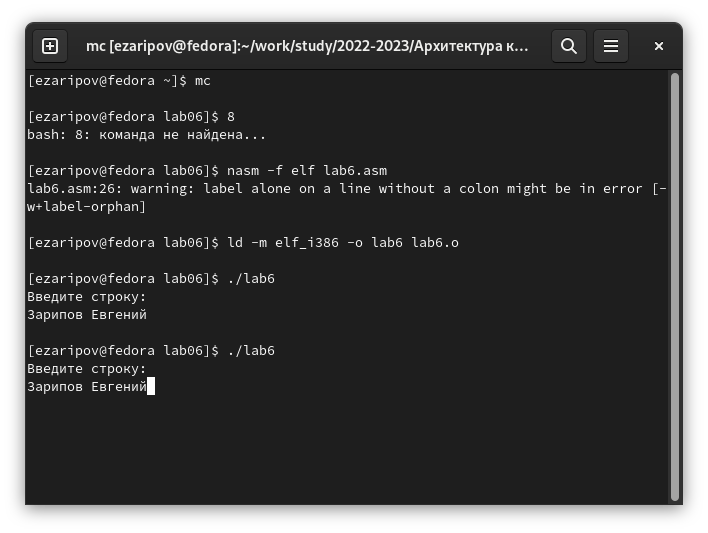 mc [ezaripov@fedora]:~/work/study/2022-2023/Архитектура к...
[ezaripov@fedora ~]$ mc
[ezaripov@fedora lab06]$ 8
bash: 8: команда не найдена...
[ezaripov@fedora lab06]$ nasm -f elf lab6.asm
lab6.asm:26: warning: label alone on a line without a colon might be in error [-
w+label-orphan]
[ezaripov@fedora lab06]$ ld -m elf_i386 -o lab6 lab6.o
[ezaripov@fedora lab06]$ ./lab6
Введите строку:
Зарипов Евгений
[ezaripov@fedora lab06]$ ./lab6
Введите строку:
Зарипов Евгений